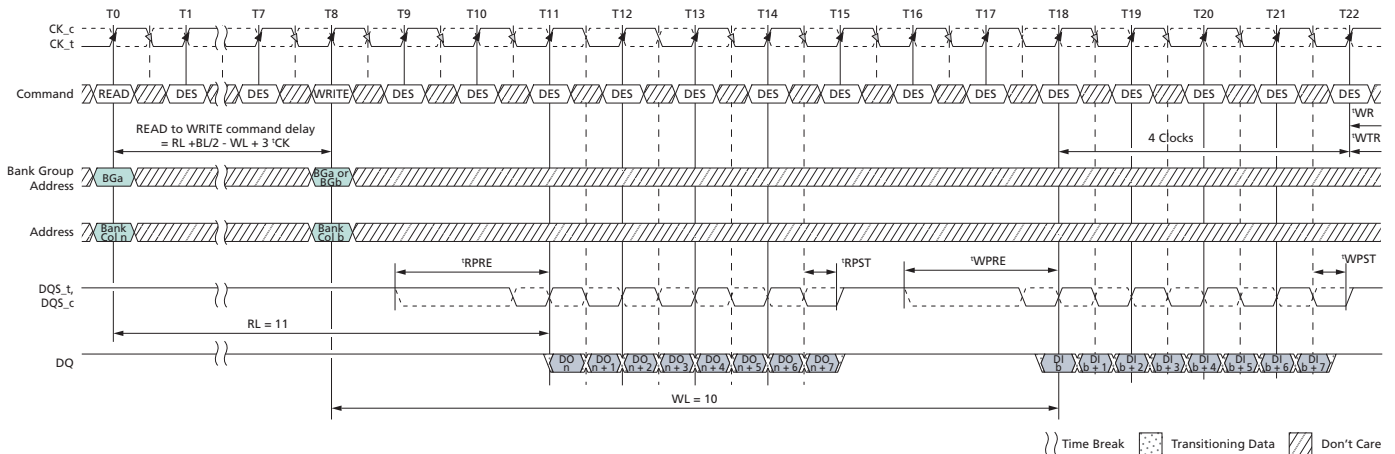 T0 T1 T7 T8 T9 T10 T11 T12 T13 T14 T15 T16 T17 T18 T19 T20 T21 T22
CK_c
CK_t
Command READ DES DES WRITE DES DES DES DES DES DES DES DES DES DES DES DES DES DES
tWR
READ to WRITE command delay
= RL +BL/2 - WL + 3 tCK
4 Clocks
tWTR
Bank Group
Address
BGa
BGa or
BGb
Address
Bank
Col n
Bank
Col b
tRPRE
tRPST
tWPRE
tWPST
DQS_t,
DQS_c
RL = 11
DQ
DO
n
DO
n + 1
DO
n + 2
DO
n + 3
DO
n + 4
DO
n + 5
DO
n + 6
DO
n + 7
DI
b
DI
b + 1
DI
b + 2
DI
b + 3
DI
b + 4
DI
b + 5
DI
b + 6
DI
b + 7
WL = 10
Time Break Transitioning Data Don't Care